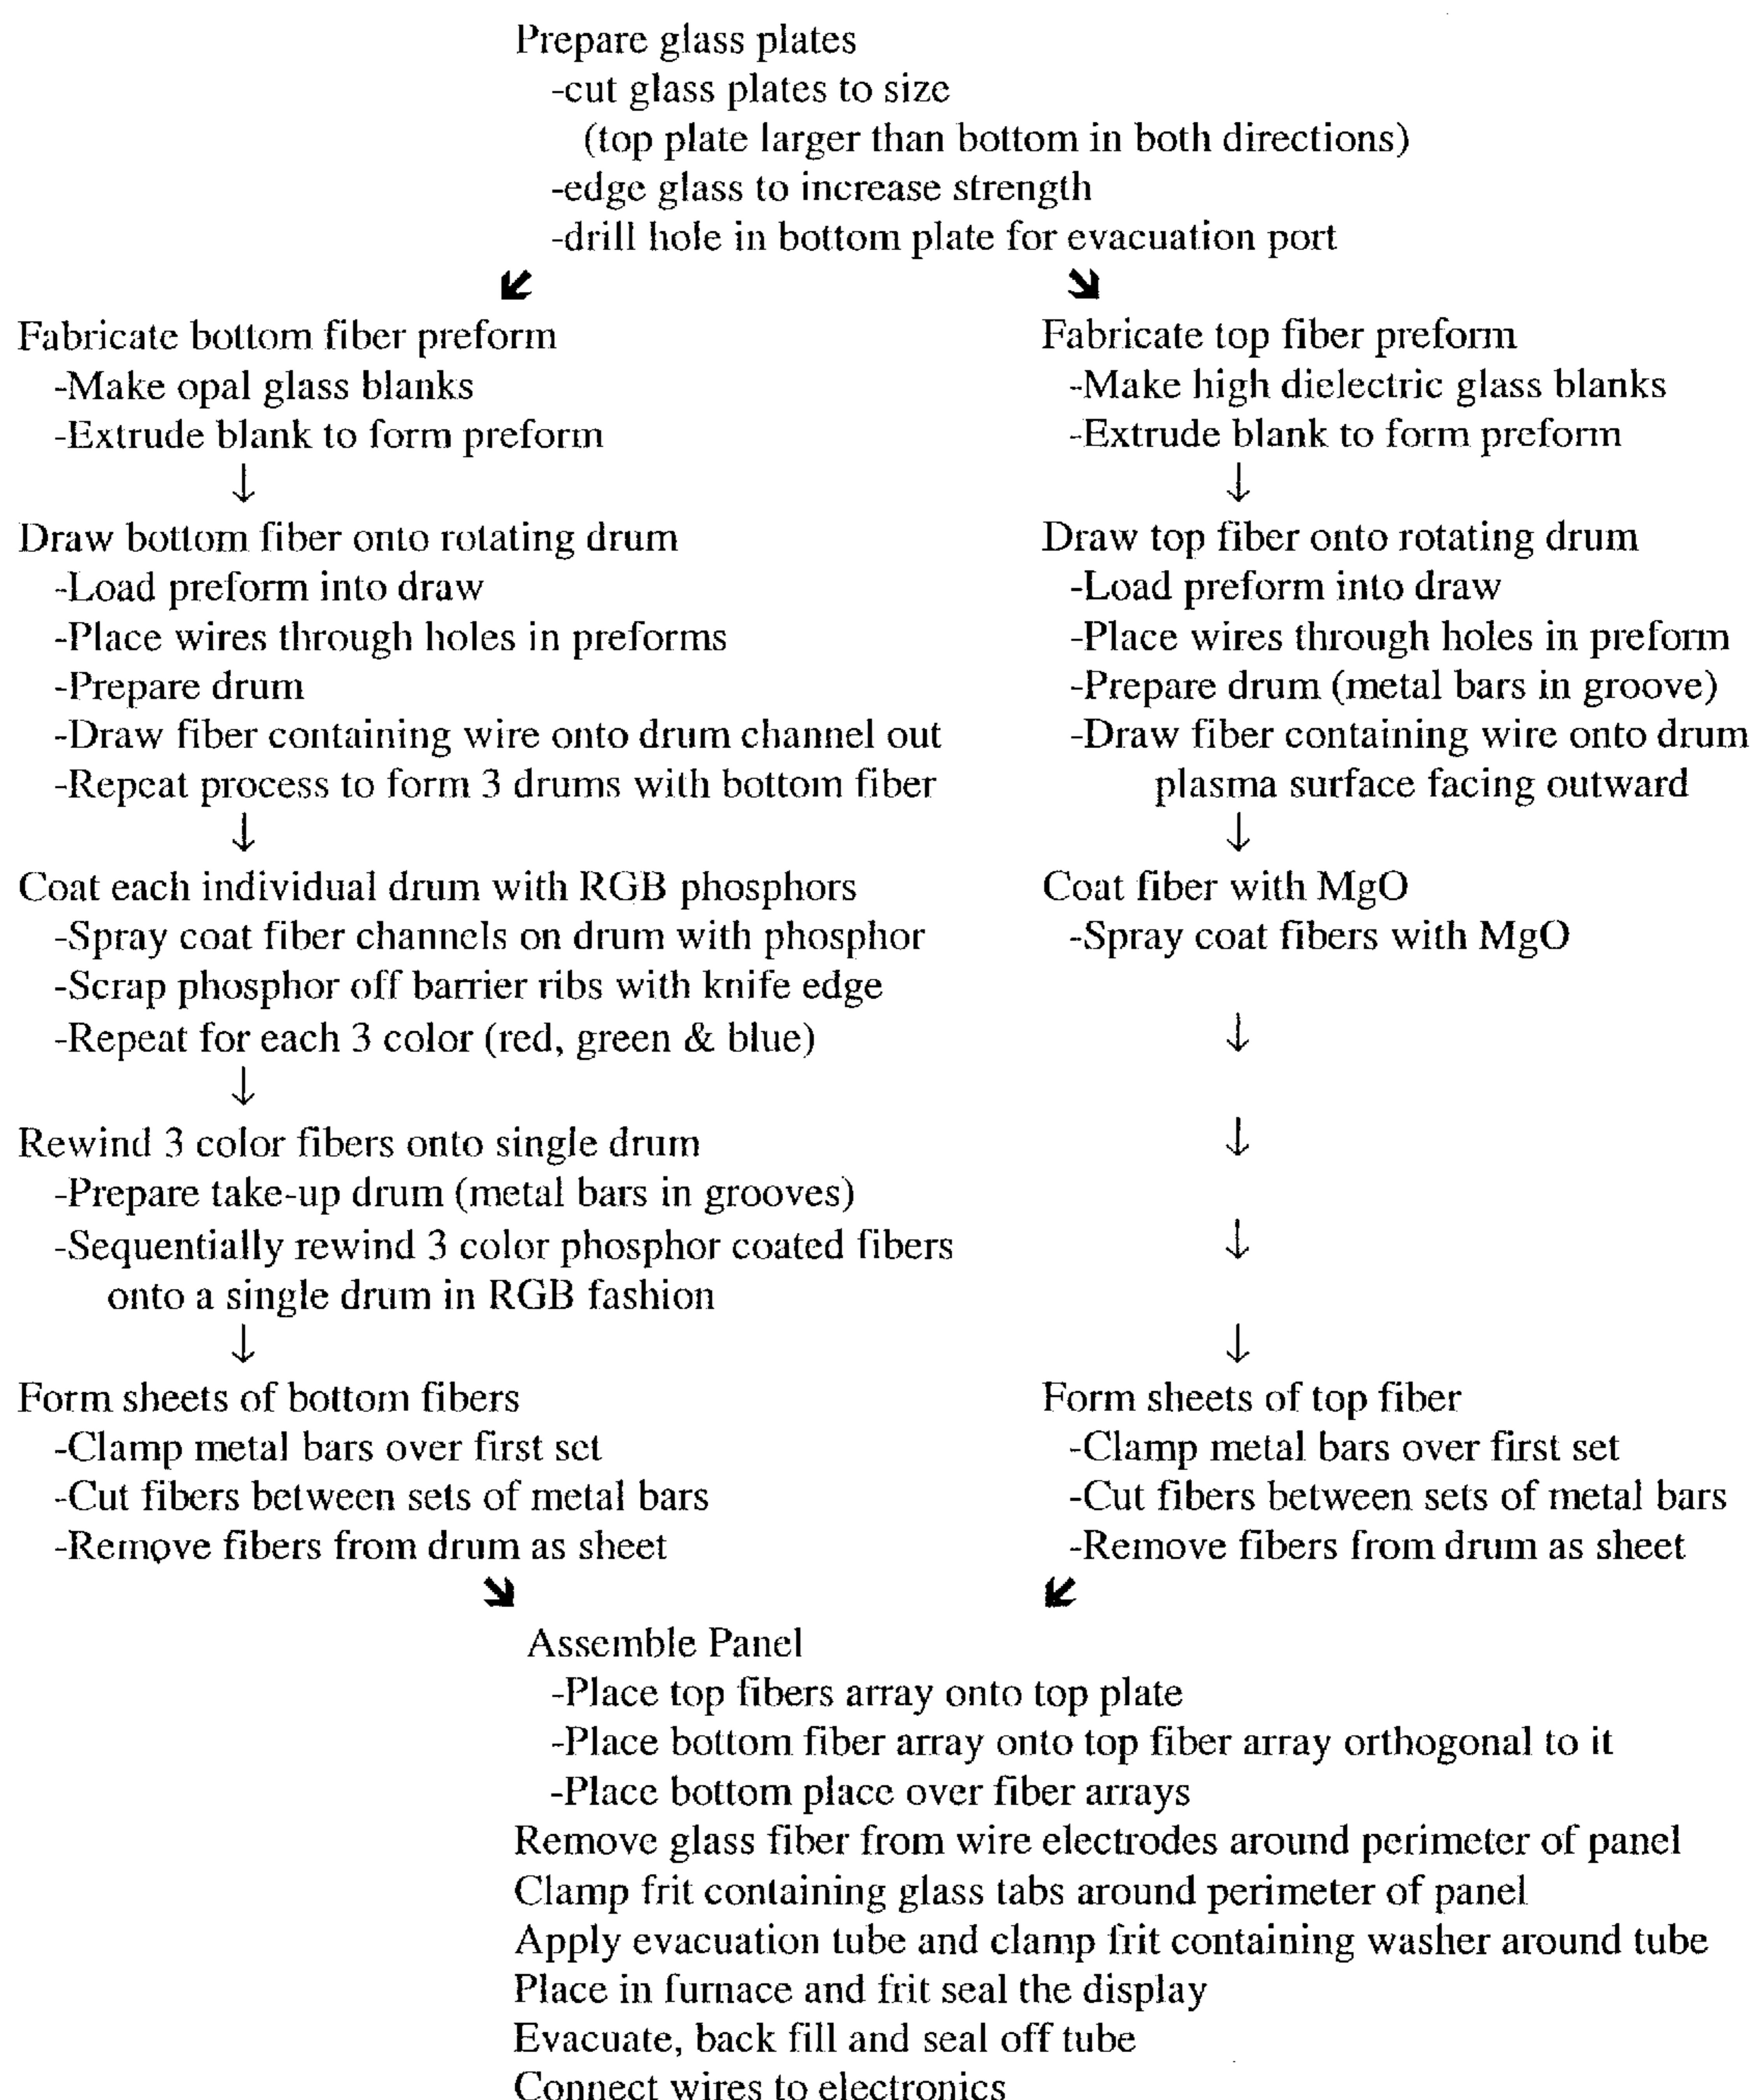 Prepare glass plates
-cut glass plates to size
(top plate larger than bottom in both directions)
-edge glass to increase strength
-drill hole in bottom plate for evacuation port
Fabricate bottom fiber preform
-Make opal glass blanks
-Extrude blank to form preform
Draw bottom fiber onto rotating drum
-Load preform into draw
-Place wires through holes in preforms
-Prepare drum
-Draw fiber containing wire onto drum channel out
-Repeat process to form 3 drums with bottom fiber
Coat each individual drum with RGB phosphors
-Spray coat fiber channels on drum with phosphor
-Scrap phosphor off barrier ribs with knife edge
-Repeat for each 3 color (red, green & blue)
Rewind 3 color fibers onto single drum
-Prepare take-up drum (metal bars in grooves)
-Sequentially rewind 3 color phosphor coated fibers
onto a single drum in RGB fashion
Form sheets of bottom fibers
-Clamp metal bars over first set
-Cut fibers between sets of metal bars
-Remove fibers from drum as sheet
Fabricate top fiber preform
-Make high dielectric glass blanks
-Extrude blank to form preform
Draw top fiber onto rotating drum
-Load preform into draw
-Place wires through holes in preform
-Prepare drum (metal bars in groove)
-Draw fiber containing wire onto drum
plasma surface facing outward
Coat fiber with MgO
-Spray coat fibers with MgO
Form sheets of top fiber
-Clamp metal bars over first set
-Cut fibers between sets of metal bars
-Remove fibers from drum as sheet
Assemble Panel
-Place top fibers array onto top plate
-Place bottom fiber array onto top fiber array orthogonal to it
-Place bottom place over fiber arrays
Remove glass fiber from wire electrodes around perimeter of panel
Clamp frit containing glass tabs around perimeter of panel
Apply evacuation tube and clamp frit containing washer around tube
Place in furnace and frit seal the display
Evacuate, back fill and seal off tube
Connect wires to electronics